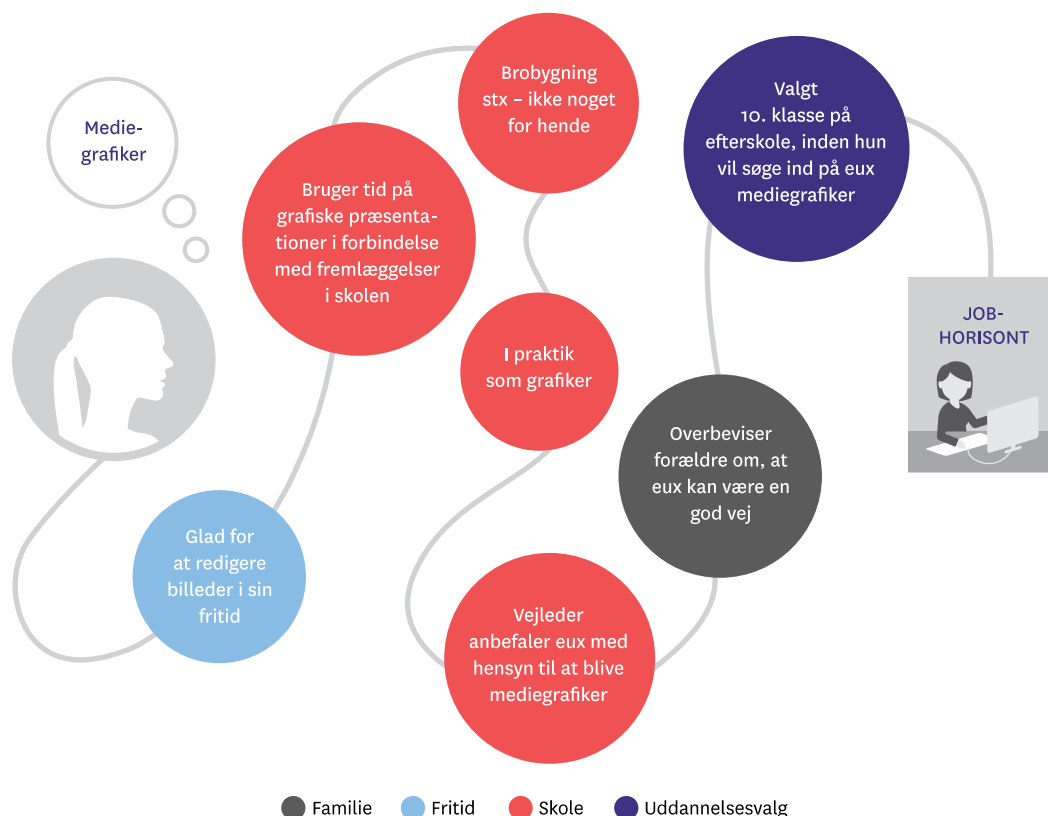 Medie-
grafiker
Glad for
at redigere
billeder i sin
fritid
Bruger tid på
grafiske præsenta-
tioner i forbindelse
med fremlæggelser
i skolen
Brobygning
stx – ikke noget
for hende
I praktik
som grafiker
Vejleder
anbefaler eux med
hensyn til at blive
mediegrafiker
Overbeviser
forældre om, at
eux kan være en
god vej
Valgt
10. klasse på
efterskole, inden hun
vil søge ind på eux
mediegrafiker
JOB-
HORISONT
Familie Fritid Skole Uddannelsesvalg